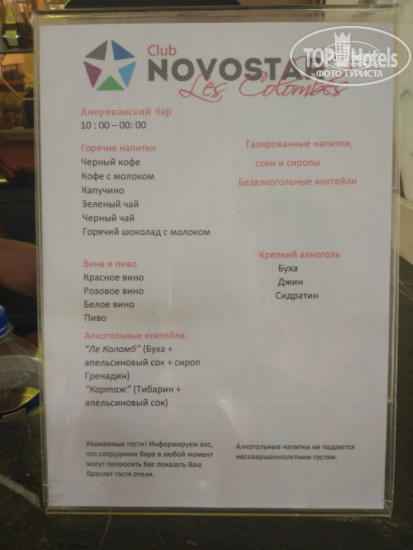 TOP Hotels
ФОТО ТУРИСТА
Club
NOVOSTAR
Les Colombes
Американский бар
10 : 00 – 00: 00
Горячие напитки
Черный кофе
Кофе с молоком
Капучино
Зеленый чай
Черный чай
Горячий шоколад с молоком
Газированные напитки,
соки и сиропы
Безалкогольные коктейли
Вина и пиво
Красное вино
Розовое вино
Белое вино
Пиво
Крепкий алкоголь
Буха
Джин
Сидратин
Алкогольные коктейли
"Ле Коломб" (Буха +
апельсиновый сок + сироп
Гренадин)
"Картаж" (Тибарин +
апельсиновый сок)
Уважаемые гости! Информируем вас,
что сотрудники бара в любой момент
могут попросить Вас показать Ваш
браслет гостя отеля.
Алкогольные напитки не подаются
несовершеннолетним гостям.